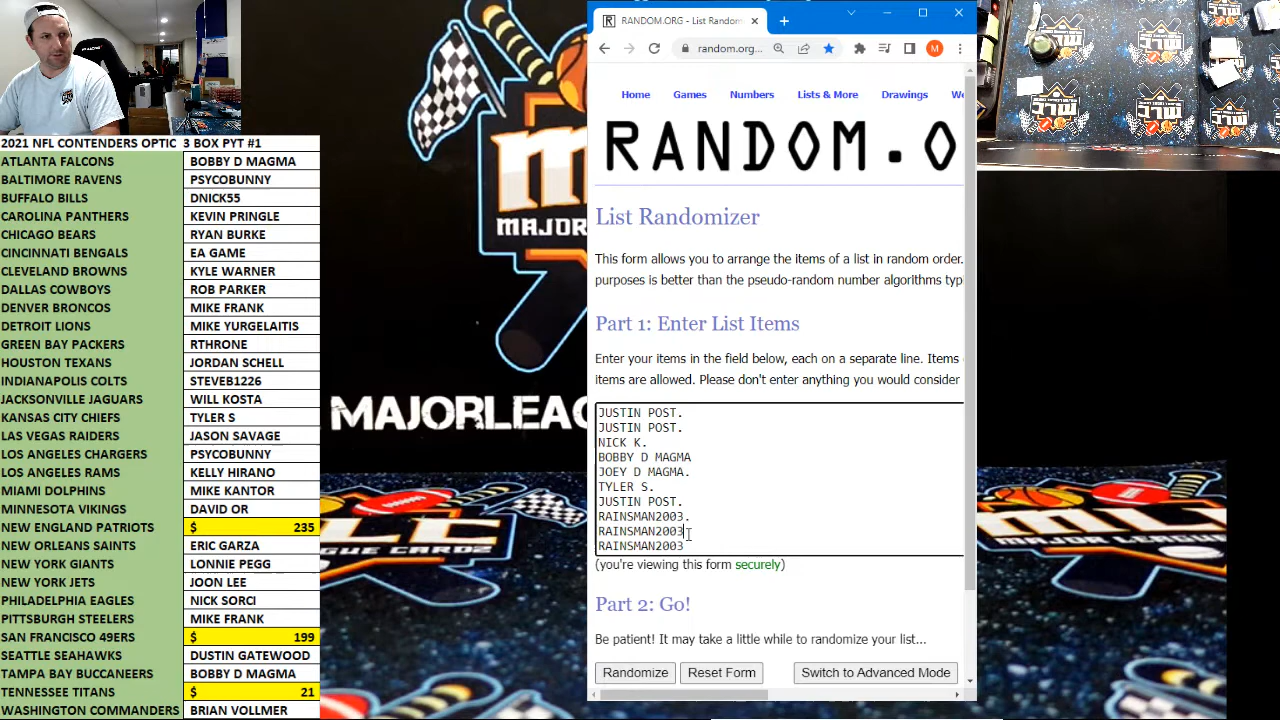 2021 NFL CONTENDERS OPTIC 3 BOX PYT #1
ATLANTA FALCONS BOBBY D MAGMA
BALTIMORE RAVENS PSYCOBUNNY
BUFFALO BILLS DNICK55
CAROLINA PANTHERS KEVIN PRINGLE
CHICAGO BEARS RYAN BURKE
CINCINNATI BENGALS EA GAME
CLEVELAND BROWNS KYLE WARNER
DALLAS COWBOYS ROB PARKER
DENVER BRONCOS MIKE FRANK
DETROIT LIONS MIKE YURGELAITIS
GREEN BAY PACKERS RTHRONE
HOUSTON TEXANS JORDAN SCHELL
INDIANAPOLIS COLTS STEVEB1226
JACKSONVILLE JAGUARS WILL KOSTA
KANSAS CITY CHIEFS TYLER S
LAS VEGAS RAIDERS JASON SAVAGE
LOS ANGELES CHARGERS PSYCOBUNNY
LOS ANGELES RAMS KELLY HIRANO
MIAMI DOLPHINS MIKE KANTOR
MINNESOTA VIKINGS DAVID OR
NEW ENGLAND PATRIOTS $ 235
NEW ORLEANS SAINTS ERIC GARZA
NEW YORK GIANTS LONNIE PEGG
NEW YORK JETS JOON LEE
PHILADELPHIA EAGLES NICK SORCI
PITTSBURGH STEELERS MIKE FRANK
SAN FRANCISCO 49ERS $ 199
SEATTLE SEAHAWKS DUSTIN GATEWOOD
TAMPA BAY BUCCANEERS BOBBY D MAGMA
TENNESSEE TITANS $ 21
WASHINGTON COMMANDERS BRIAN VOLLMER
MAJOR
MAJORLEAG
RANDOM.ORG - List Random
random.org...
M
Home Games Numbers Lists & More Drawings We
RANDOM.O
List Randomizer
This form allows you to arrange the items of a list in random order.
purposes is better than the pseudo-random number algorithms typ
Part 1: Enter List Items
Enter your items in the field below, each on a separate line. Items
items are allowed. Please don't enter anything you would consider
JUSTIN POST.
JUSTIN POST.
NICK K.
BOBBY D MAGMA
JOEY D MAGMA.
TYLER S.
JUSTIN POST.
RAINSMAN2003.
RAINSMAN2003
RAINSMAN2003
(you're viewing this form securely)
Part 2: Go!
Be patient! It may take a little while to randomize your list...
Randomize Reset Form Switch to Advanced Mode